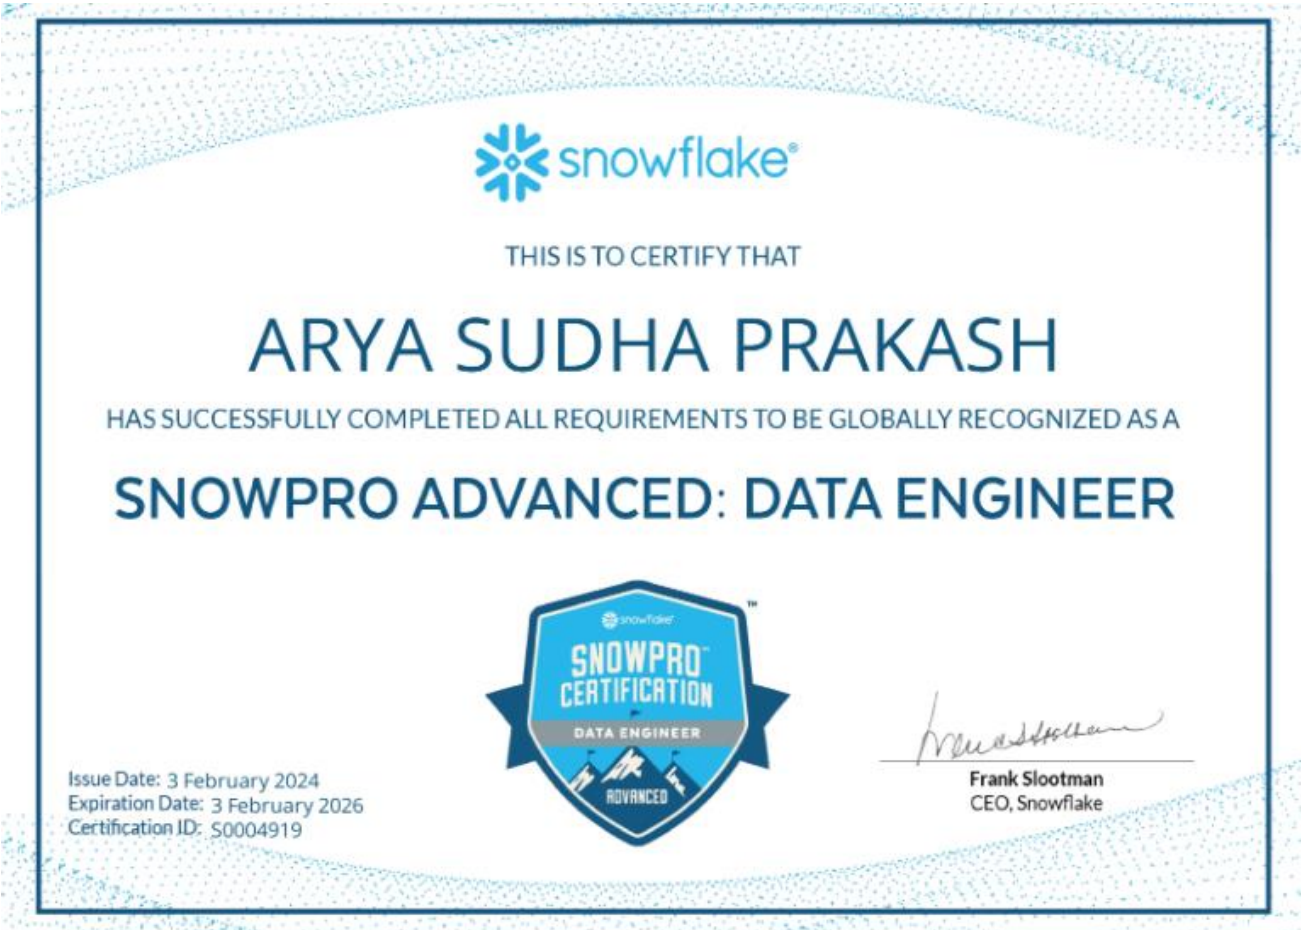 snowflake®
THIS IS TO CERTIFY THAT
ARYA SUDHA PRAKASH
HAS SUCCESSFULLY COMPLETED ALL REQUIREMENTS TO BE GLOBALLY RECOGNIZED AS A
SNOWPRO ADVANCED: DATA ENGINEER
TM
snowflake®
SNOWPRO™
CERTIFICATION
DATA ENGINEER
ADVANCED
Issue Date: 3 February 2024
Expiration Date: 3 February 2026
Certification ID: S0004919
Frank Slootman
CEO, Snowflake